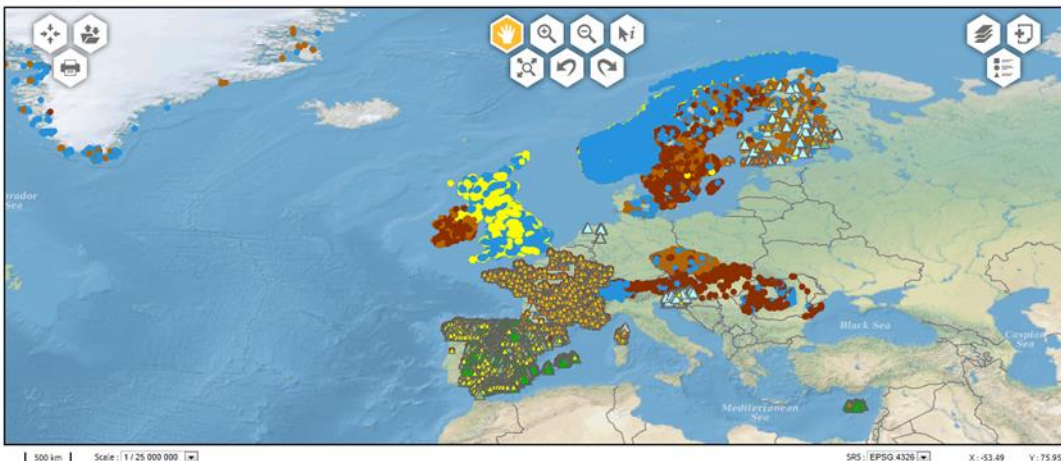 rador
Sea
Black Sea
Caspian
Sea
Mediterranean
Sea
500 km
Scale : 1 / 25 000 000
SRS : EPSG:4326
X : -53.49
Y : 75.95